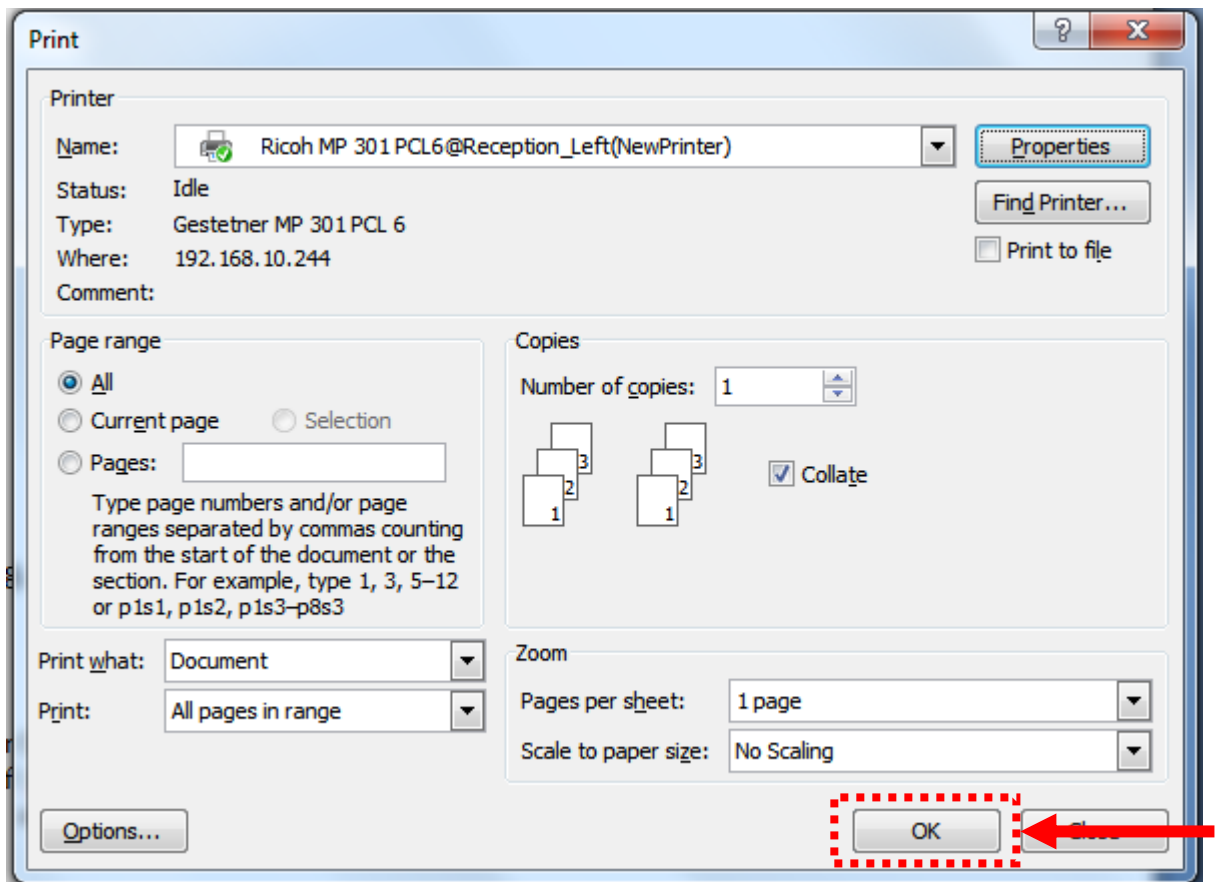 Print
Printer
Name:
Ricoh MP 301 PCL6@Reception_Left(NewPrinter)
Properties
Status:
Idle
Find Printer...
Type:
Gestetner MP 301 PCL 6
Where:
192.168.10.244
Print to file
Comment:
Page range
All
Current page
Selection
Pages:
Type page numbers and/or page
ranges separated by commas counting
from the start of the document or the
section. For example, type 1, 3, 5–12
or p1s1, p1s2, p1s3–p8s3
Copies
Number of copies:
1
3
2
1
3
2
1
Collate
Print what:
Document
Print:
All pages in range
Zoom
Pages per sheet:
1 page
Scale to paper size:
No Scaling
Options...
OK